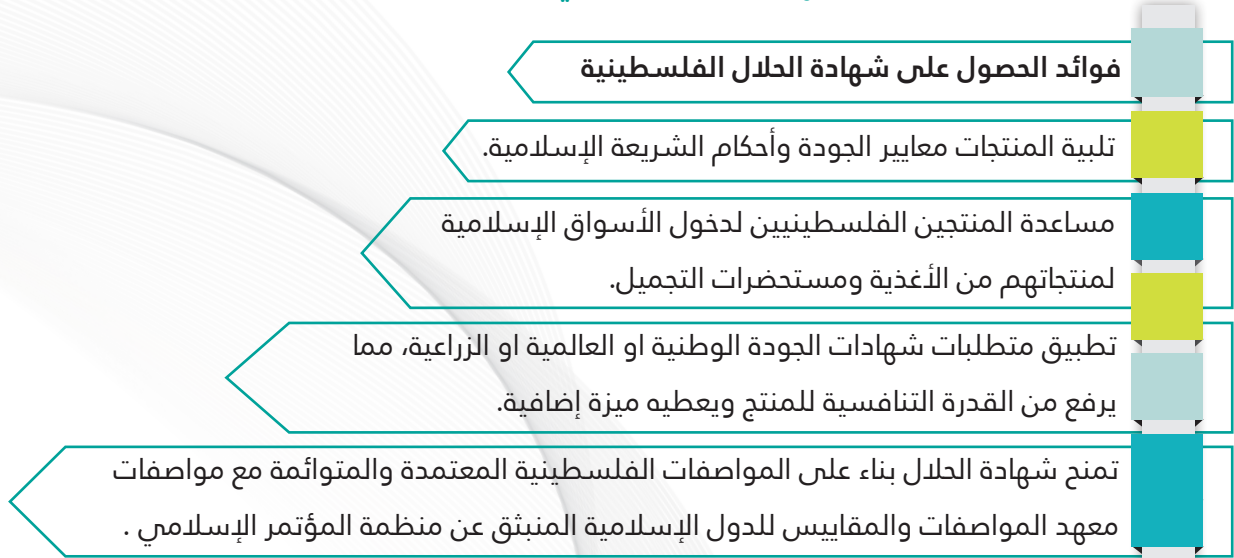 فوائد الحصول على شهادة الحلال الفلسطينية
تلبية المنتجات معايير الجودة وأحكام الشريعة الإسلامية.
مساعدة المنتجين الفلسطينيين لدخول الأسواق الإسلامية
لمنتجاتهم من الأغذية ومستحضرات التجميل.
تطبيق متطلبات شهادات الجودة الوطنية او العالمية او الزراعية، مما
يرفع من القدرة التنافسية للمنتج ويعطيه ميزة إضافية.
تمنح شهادة الحلال بناء على المواصفات الفلسطينية المعتمدة والمتوائمة مع مواصفات
معهد المواصفات والمقاييس للدول الإسلامية المنبثق عن منظمة المؤتمر الإسلامي .